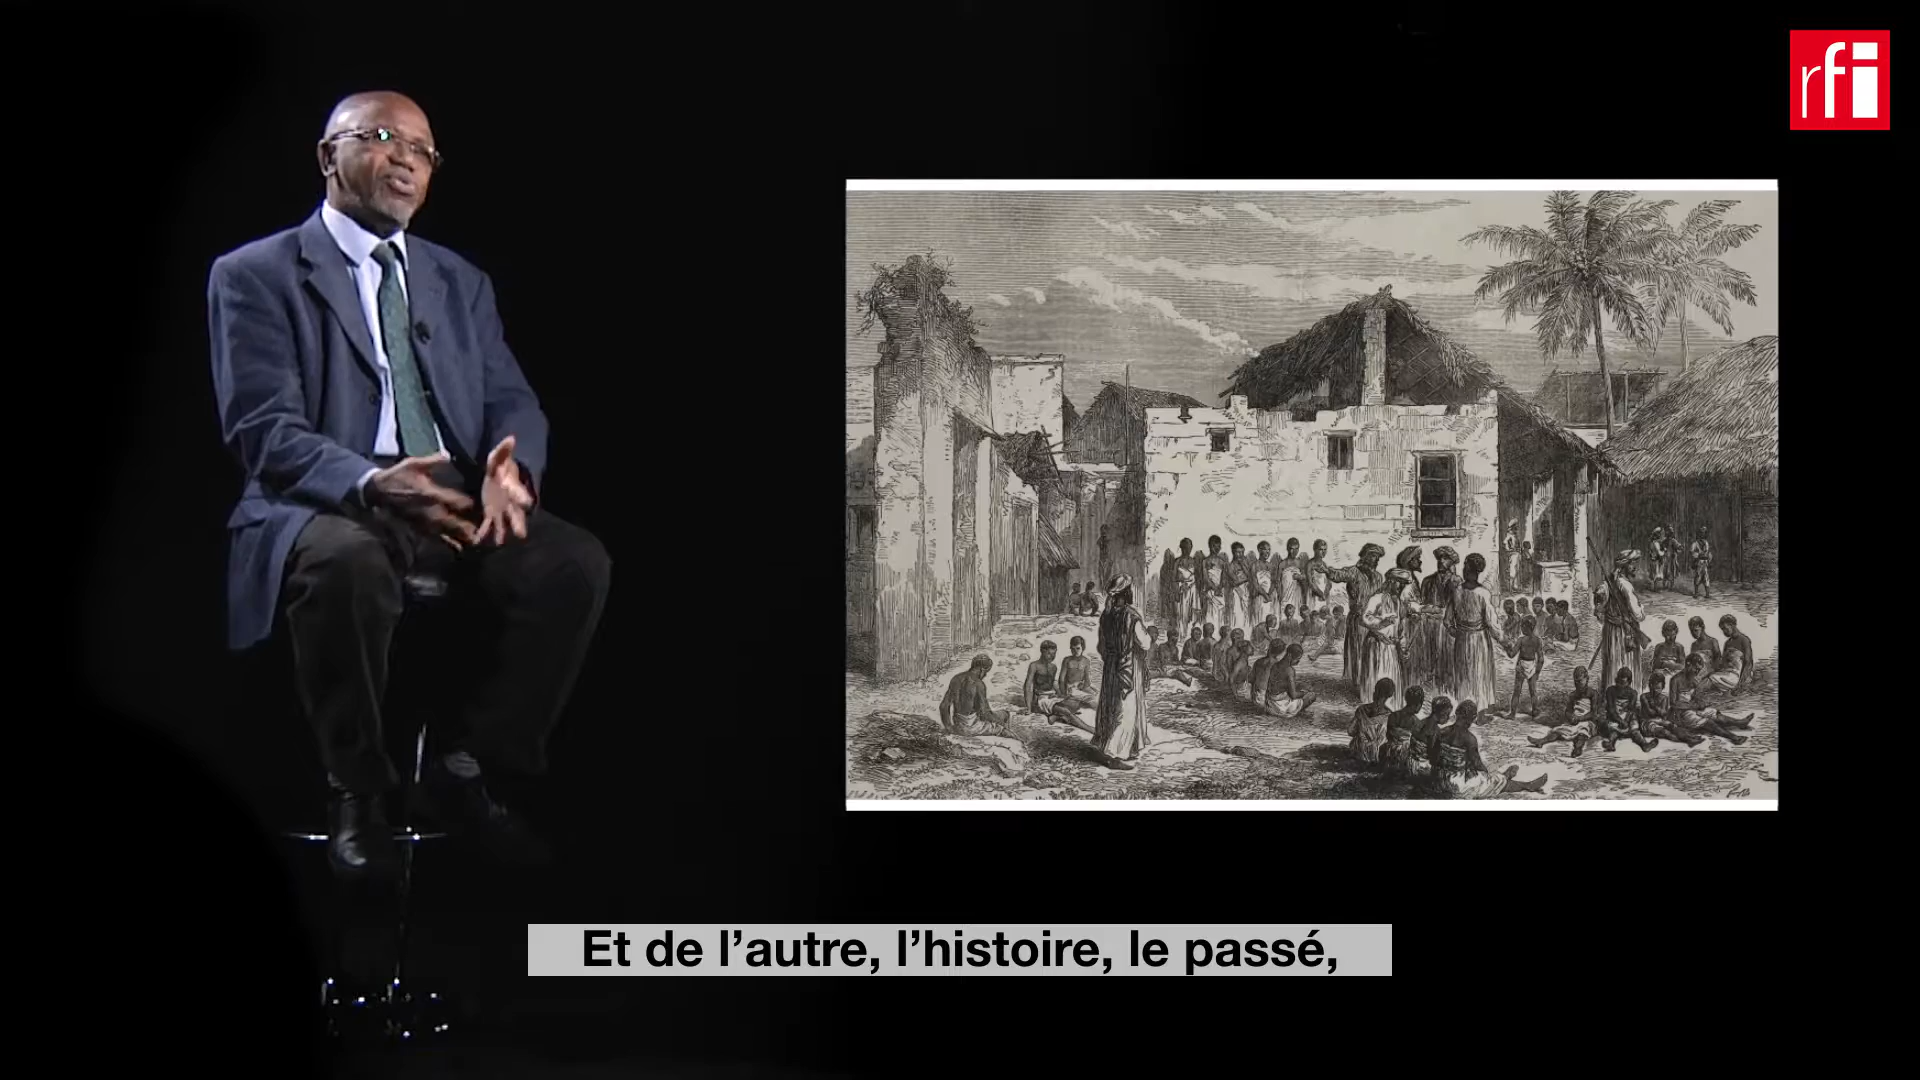 rfi
Et de l’autre, l’histoire, le passé,